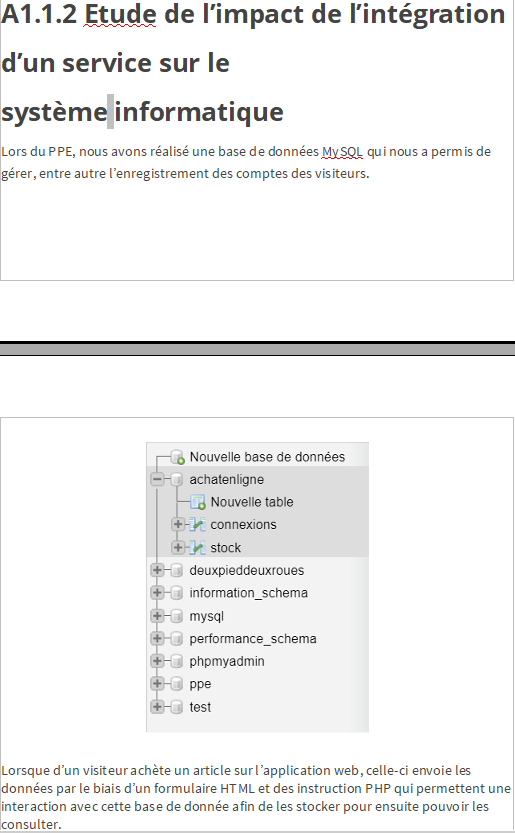 A1.1.2 Etude de l’impact de l’intégration
d’un service sur le
système informatique
Lors du PPE, nous avons réalisé une base de données MySQL qui nous a permis de
gérer, entre autre l’enregistrement des comptes des visiteurs.
Nouvelle base de données
achatenligne
Nouvelle table
connexions
stock
deuxpieddeuxroues
information_schema
mysql
performance_schema
phpmyadmin
ppe
test
Lorsque d’un visiteur achète un article sur l’application web, celle-ci envoie les
données par le biais d’un formulaire HTML et des instruction PHP qui permettent une
interaction avec cette base de donnée afin de les stocker pour ensuite pouvoir les
consulter.